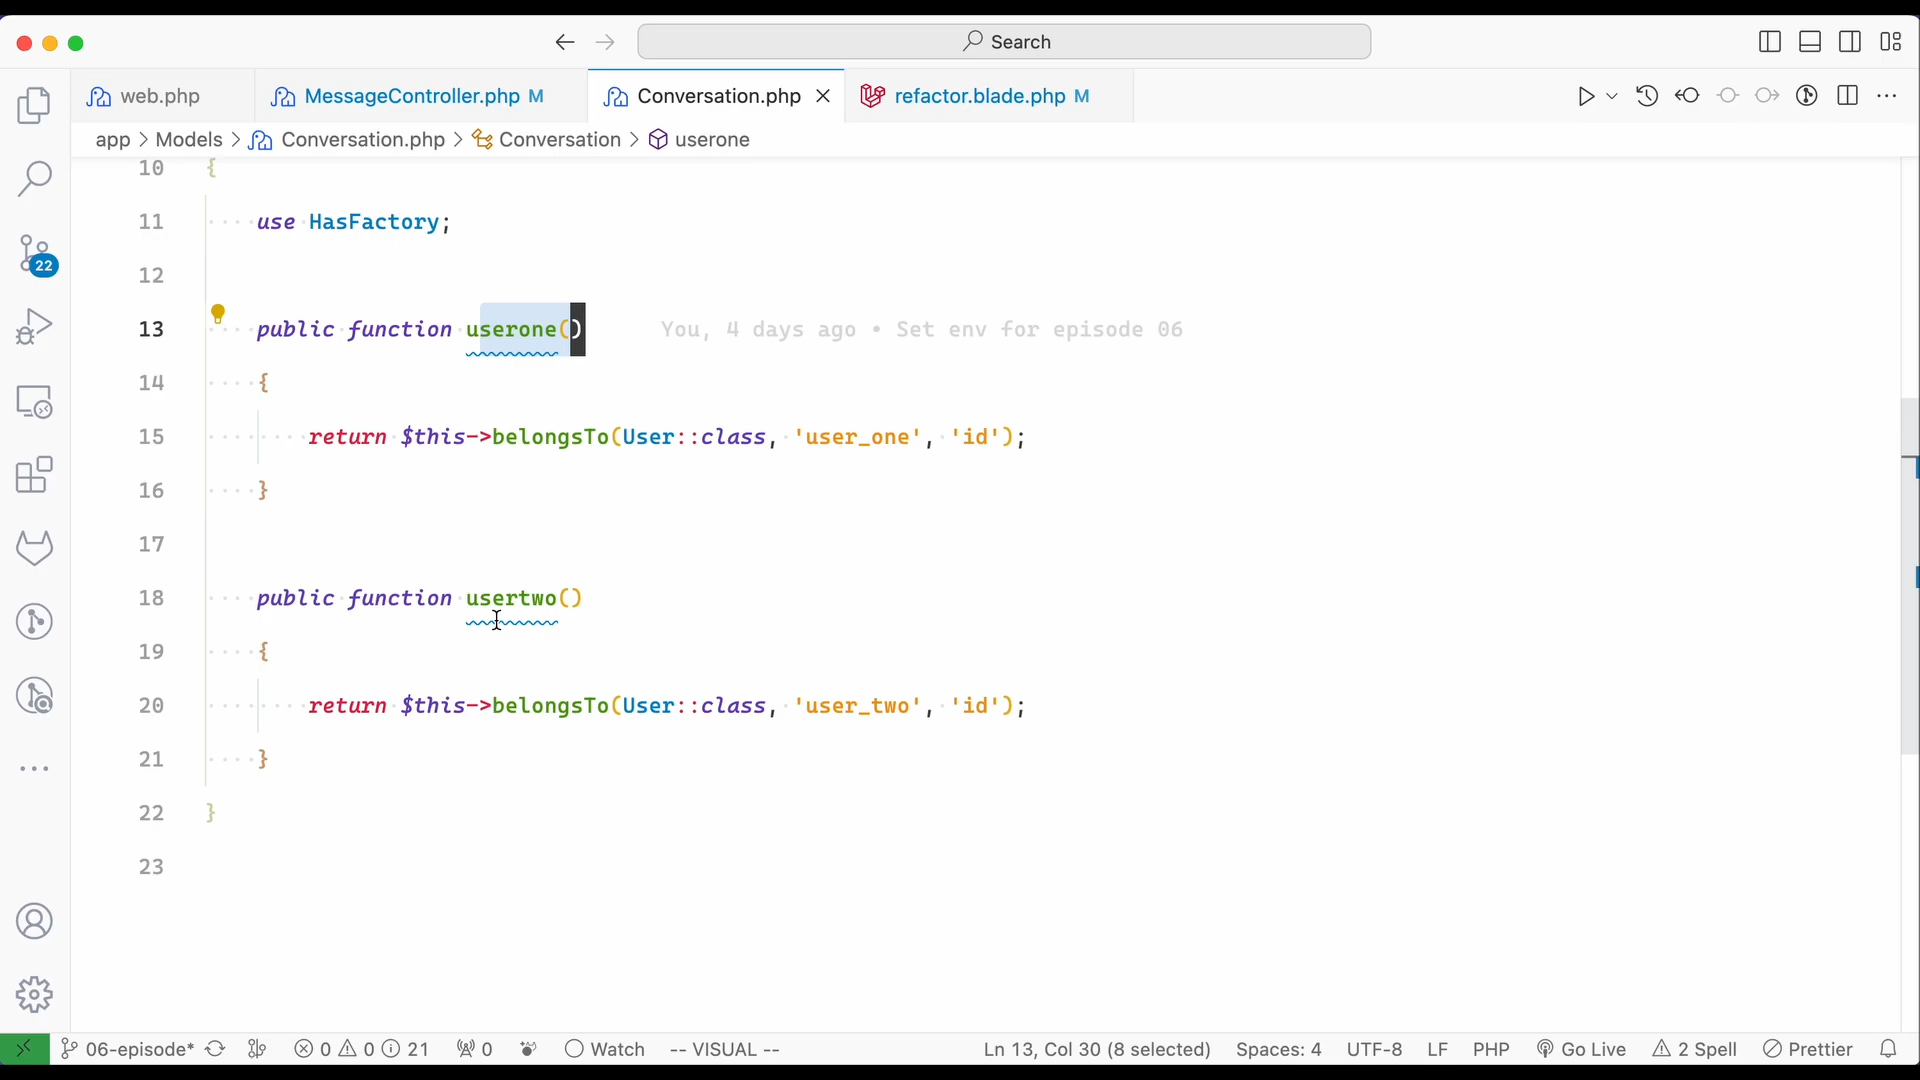 Search
web.php
MessageController.php M
Conversation.php
refactor.blade.php M
app > Models > Conversation.php > Conversation > userone
10 {
11 use HasFactory;
12
13 public function userone() You, 4 days ago • Set env for episode 06
14 {
15 return $this->belongsTo(User::class, 'user_one', 'id');
16 }
17
18 public function usertwo()
19 {
20 return $this->belongsTo(User::class, 'user_two', 'id');
21 }
22 }
23
22
06-episode* 0 0 21 0 Watch -- VISUAL -- Ln 13, Col 30 (8 selected) Spaces: 4 UTF-8 LF PHP Go Live 2 Spell Prettier